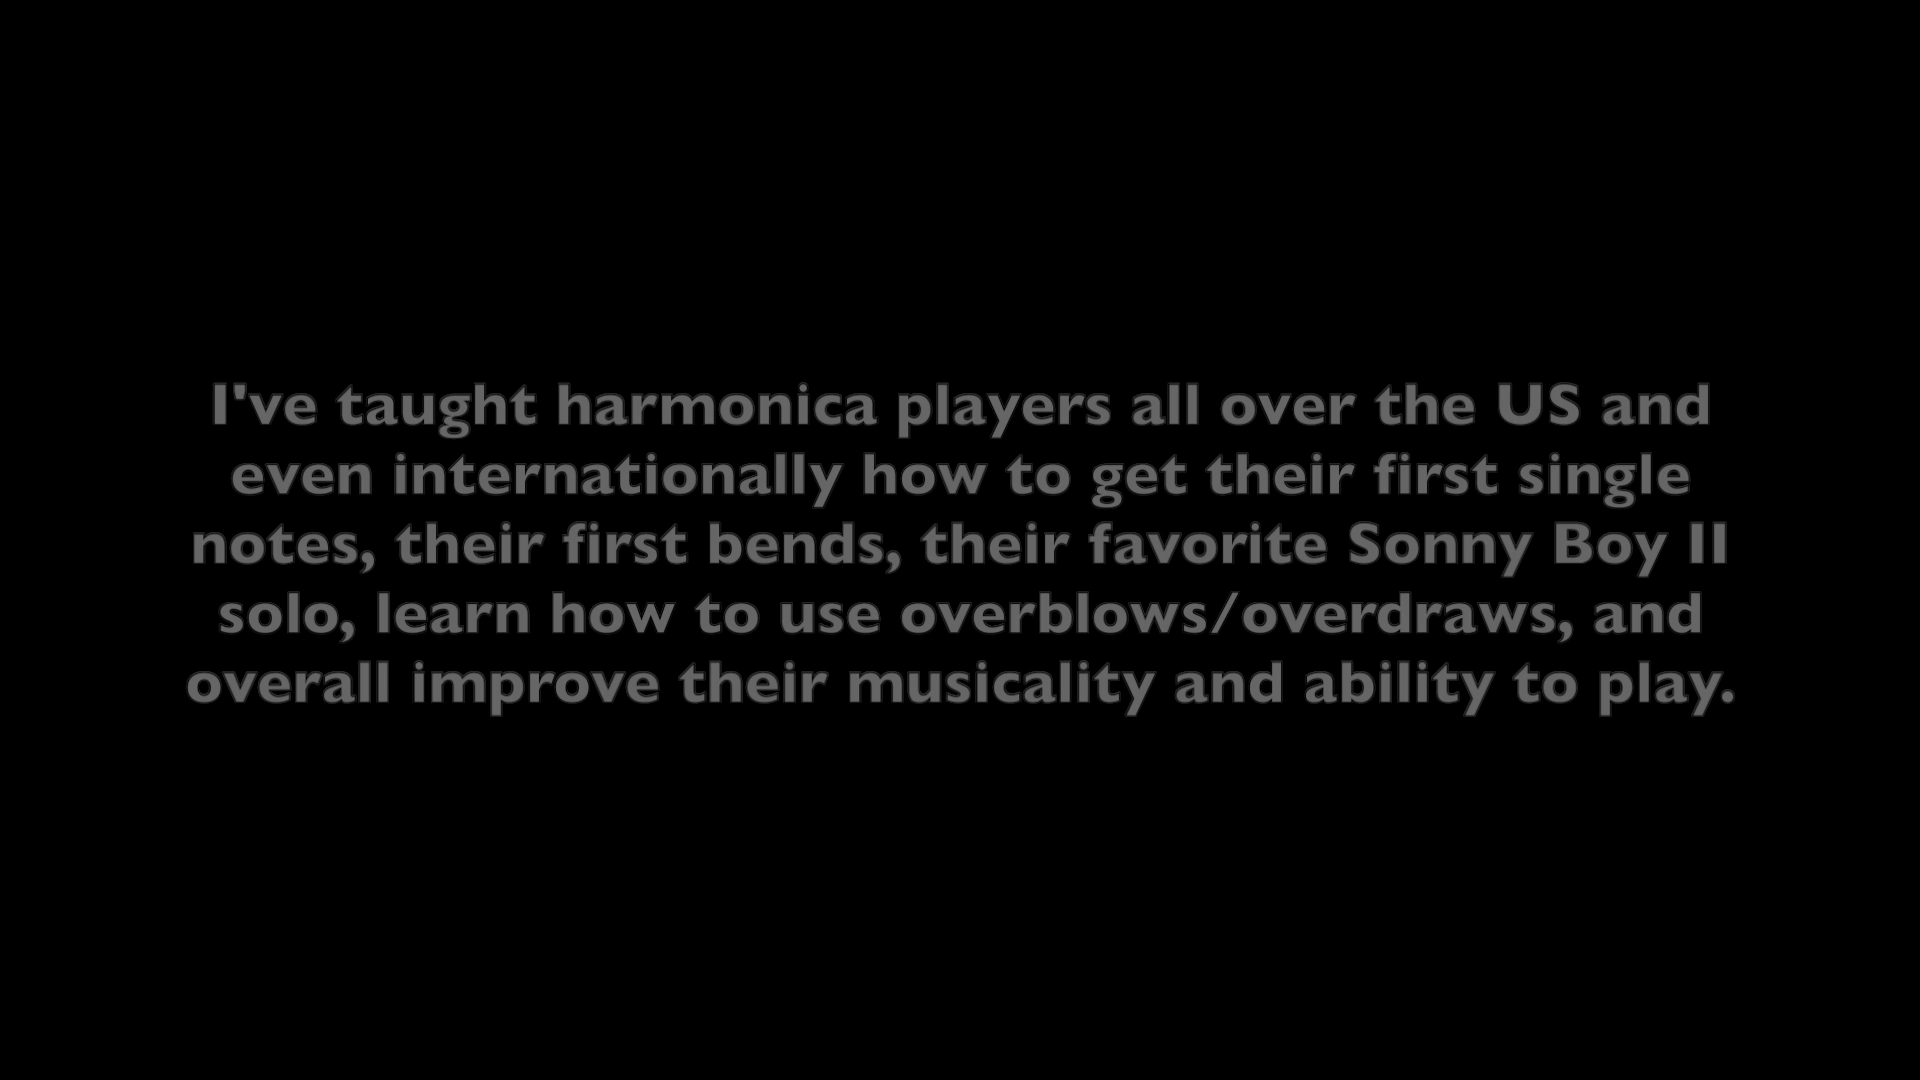 I've taught harmonica players all over the US and
even internationally how to get their first single
notes, their first bends, their favorite Sonny Boy II
solo, learn how to use overblows/overdraws, and
overall improve their musicality and ability to play.